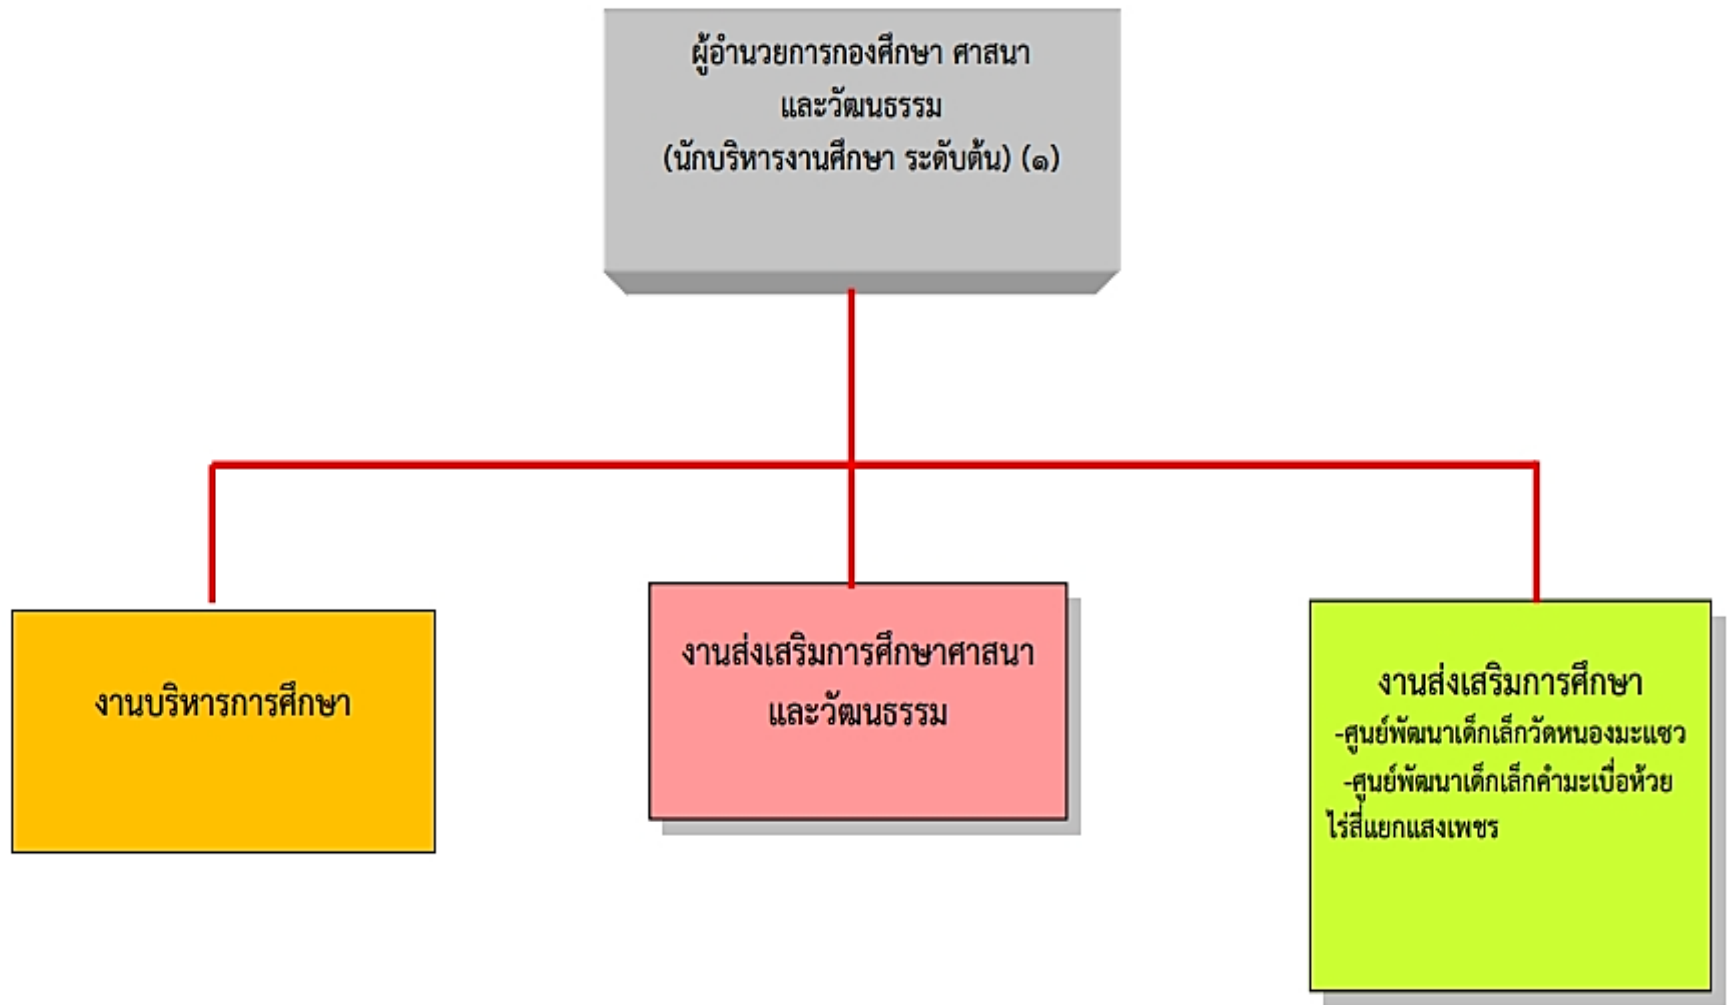 ผู้อำนวยการกองศึกษา ศาสนา
และวัฒนธรรม
(นักบริหารงานศึกษา ระดับต้น) (๑)
งานบริหารการศึกษา
งานส่งเสริมการศึกษาศาสนา
และวัฒนธรรม
งานส่งเสริมการศึกษา
-ศูนย์พัฒนาเด็กเล็กวัดหนองมะแซว
-ศูนย์พัฒนาเด็กเล็กคำมะเบื่อห้วย
ไร่สี่แยกแสงเพชร